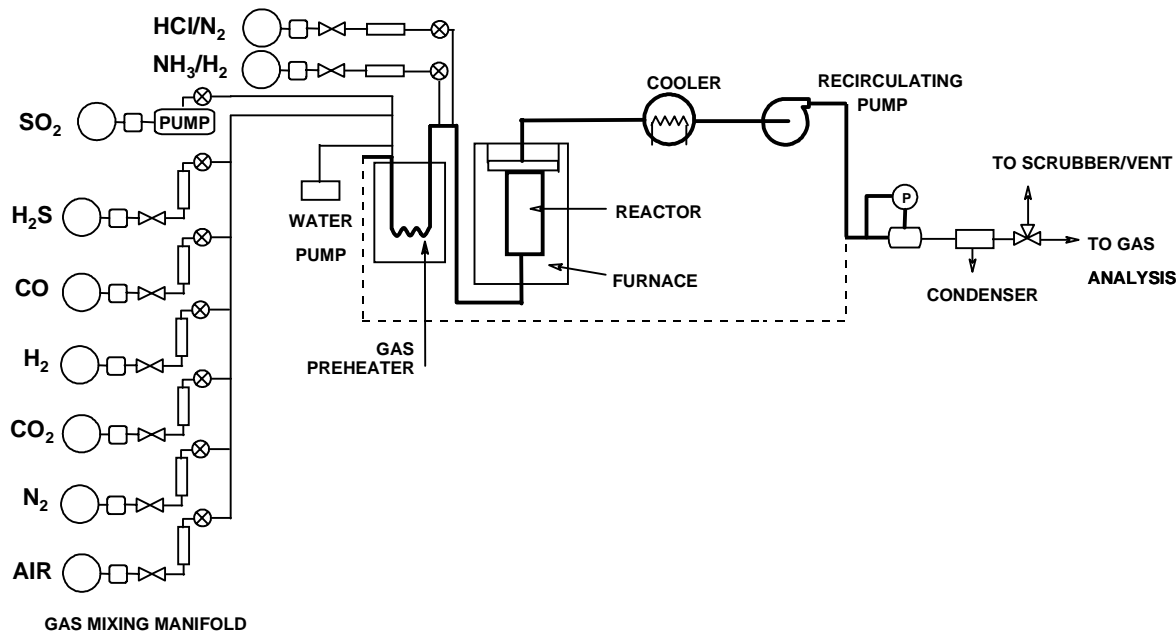 HCl/N₂
NH₃/H₂
SO₂
PUMP
COOLER
RECIRCULATING
PUMP
TO SCRUBBER/VENT
P
H₂S
WATER
PUMP
REACTOR
TO GAS
ANALYSIS
FURNACE
CONDENSER
CO
GAS
PREHEATER
H₂
CO₂
N₂
AIR
GAS MIXING MANIFOLD